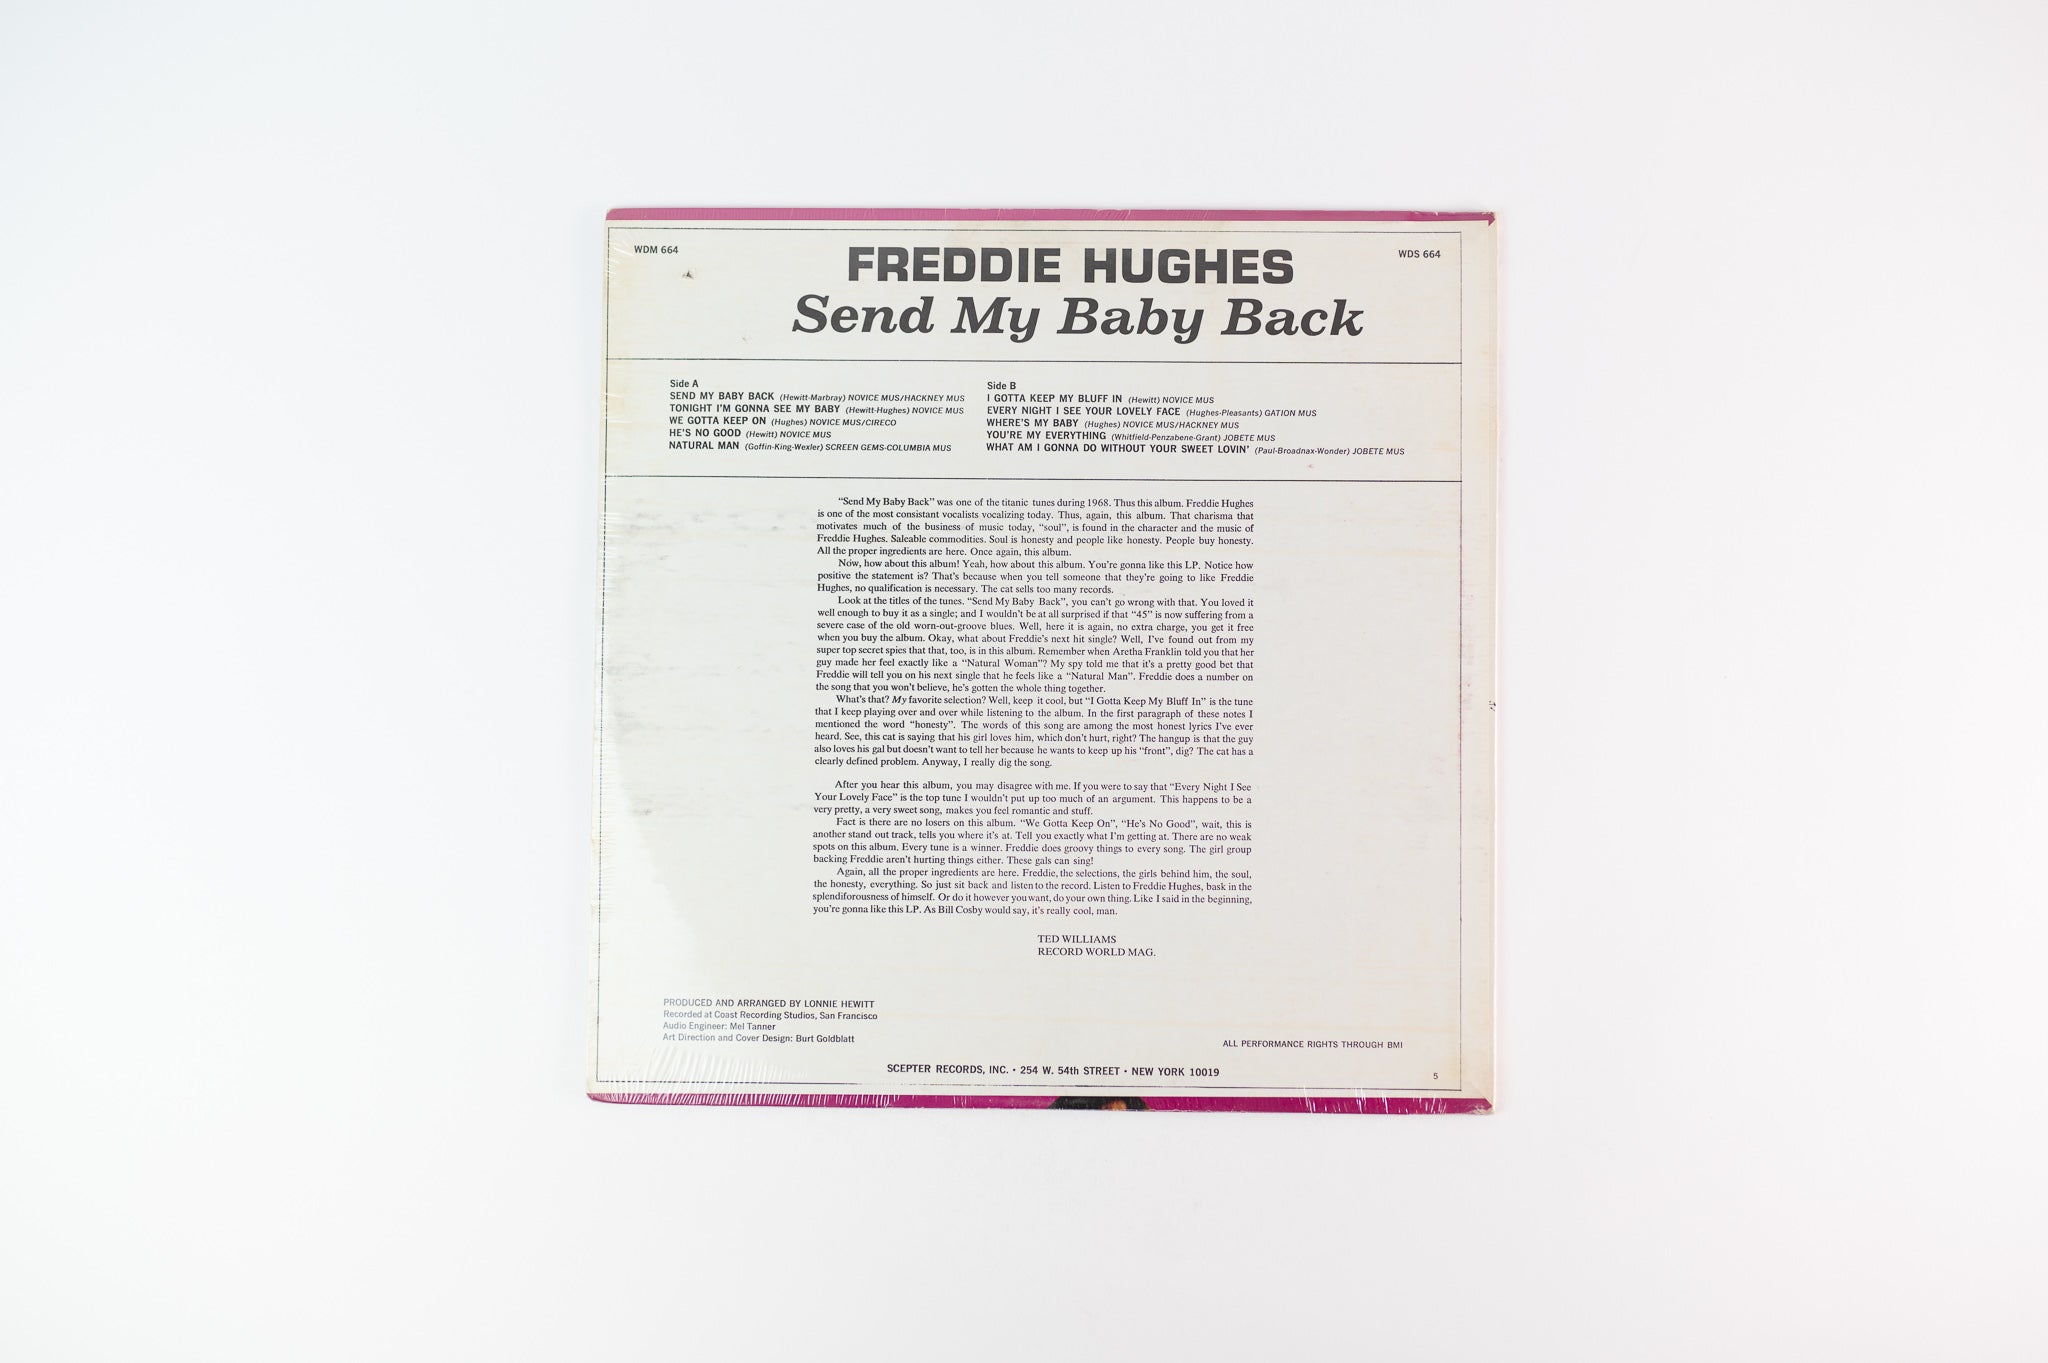 WDM 664
WDS 664
FREDDIE HUGHES
Send My Baby Back
Side A
SEND MY BABY BACK (Hewitt-Marbray) NOVICE MUS/HACKNEY MUS
TONIGHT I'M GONNA SEE MY BABY (Hewitt-Hughes) NOVICE MUS
WE GOTTA KEEP ON (Hughes) NOVICE MUS/CIRECO
HE'S NO GOOD (Hewitt) NOVICE MUS
NATURAL MAN (Goffin-King-Wexler) SCREEN GEMS-COLUMBIA MUS
Side B
I GOTTA KEEP MY BLUFF IN (Hewitt) NOVICE MUS
EVERY NIGHT I SEE YOUR LOVELY FACE (Hughes-Pleasants) GATION MUS
WHERE'S MY BABY (Hughes) NOVICE MUS/HACKNEY MUS
YOU'RE MY EVERYTHING (Whitfield-Penzabene-Grant) JOBETE MUS
WHAT AM I GONNA DO WITHOUT YOUR SWEET LOVIN' (Paul-Broadnax-Wonder) JOBETE MUS
"Send My Baby Back" was one of the titanic tunes during 1968. Thus this album. Freddie Hughes
is one of the most consistant vocalists vocalizing today. Thus, again, this album. That charisma that
motivates much of the business of music today, "soul", is found in the character and the music of
Freddie Hughes. Saleable commodities. Soul is honesty and people like honesty. People buy honesty.
All the proper ingredients are here. Once again, this album.
Now, how about this album! Yeah, how about this album. You're gonna like this LP. Notice how
positive the statement is? That's because when you tell someone that they're going to like Freddie
Hughes, no qualification is necessary. The cat sells too many records.
Look at the titles of the tunes. "Send My Baby Back", you can't go wrong with that. You loved it
well enough to buy it as a single; and I wouldn't be at all surprised if that "45" is now suffering from a
severe case of the old worn-out-groove blues. Well, here it is again, no extra charge, you get it free
when you buy the album. Okay, what about Freddie's next hit single? Well, I've found out from my
super top secret spies that that, too, is in this album. Remember when Aretha Franklin told you that her
guy made her feel exactly like a "Natural Woman"? My spy told me that it's a pretty good bet that
Freddie will tell you on his next single that he feels like a "Natural Man". Freddie does a number on
the song that you won't believe, he's gotten the whole thing together.
What's that? My favorite selection? Well, keep it cool, but "I Gotta Keep My Bluff In" is the tune
that I keep playing over and over while listening to the album. In the first paragraph of these notes I
mentioned the word "honesty". The words of this song are among the most honest lyrics I've ever
heard. See, this cat is saying that his girl loves him, which don't hurt, right? The hangup is that the guy
also loves his gal but doesn't want to tell her because he wants to keep up his "front", dig? The cat has a
clearly defined problem. Anyway, I really dig the song.
After you hear this album, you may disagree with me. If you were to say that "Every Night I See
Your Lovely Face" is the top tune I wouldn't put up too much of an argument. This happens to be a
very pretty, a very sweet song, makes you feel romantic and stuff.
Fact is there are no losers on this album. "We Gotta Keep On", "He's No Good", wait, this is
another stand out track, tells you where it's at. Tell you exactly what I'm getting at. There are no weak
spots on this album. Every tune is a winner. Freddie does groovy things to every song. The girl group
backing Freddie aren't hurting things either. These gals can sing!
Again, all the proper ingredients are here. Freddie, the selections, the girls behind him, the soul,
the honesty, everything. So just sit back and listen to the record. Listen to Freddie Hughes, bask in the
splendiforousness of himself. Or do it however you want, do your own thing. Like I said in the beginning,
you're gonna like this LP. As Bill Cosby would say, it's really cool, man.
TED WILLIAMS
RECORD WORLD MAG.
PRODUCED AND ARRANGED BY LONNIE HEWITT
Recorded at Coast Recording Studios, San Francisco
Audio Engineer: Mel Tanner
Art Direction and Cover Design: Burt Goldblatt
ALL PERFORMANCE RIGHTS THROUGH BMI
SCEPTER RECORDS, INC. • 254 W. 54th STREET • NEW YORK 10019
5